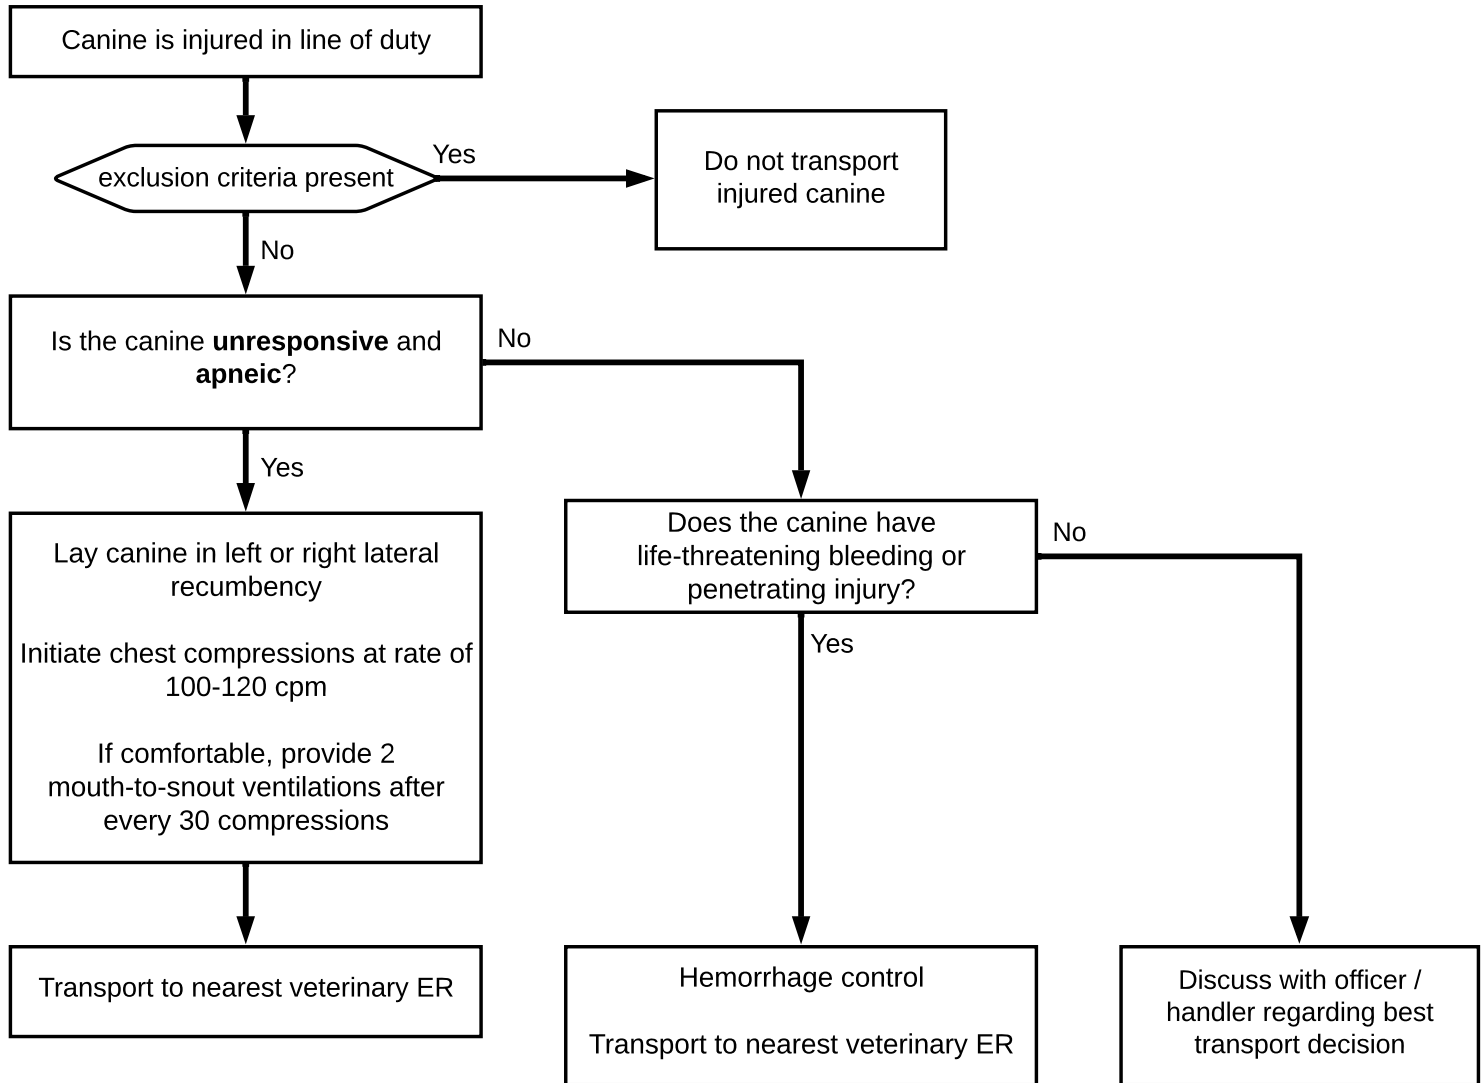 Canine is injured in line of duty
exclusion criteria present
Yes
Do not transport
injured canine
No
Is the canine unresponsive and
apneic?
No
Yes
Lay canine in left or right lateral
recumbency
Initiate chest compressions at rate of
100-120 cpm
If comfortable, provide 2
mouth-to-snout ventilations after
every 30 compressions
Does the canine have
life-threatening bleeding or
penetrating injury?
No
Yes
Transport to nearest veterinary ER
Hemorrhage control
Transport to nearest veterinary ER
Discuss with officer /
handler regarding best
transport decision